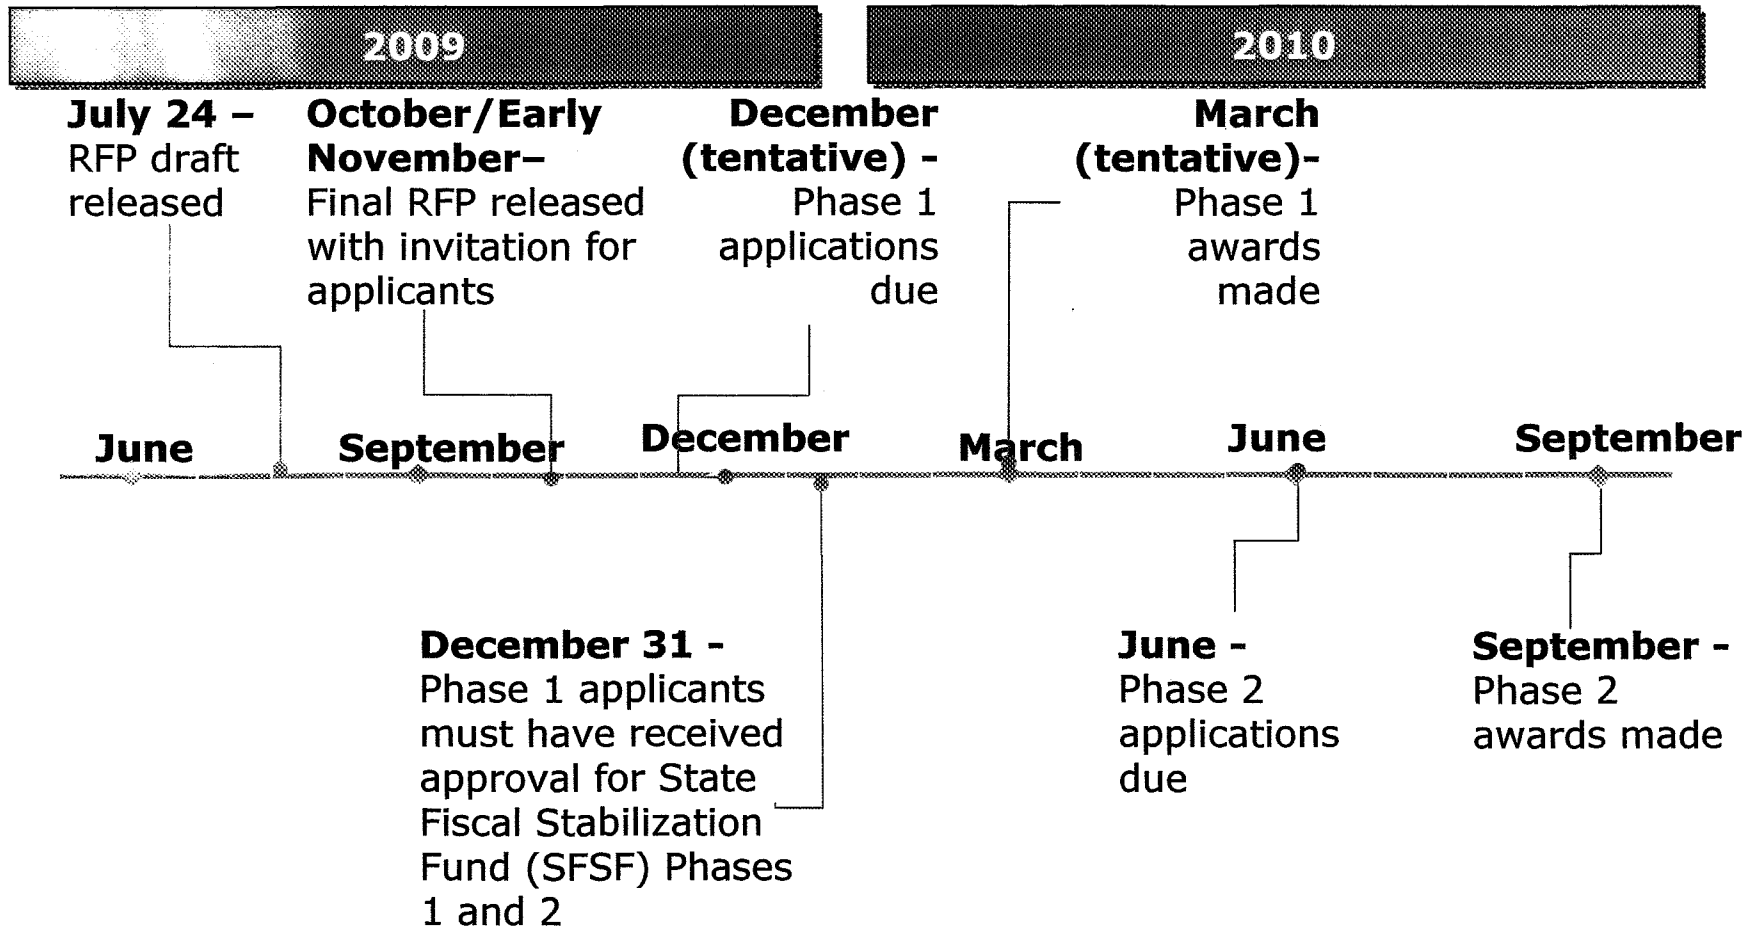 2009
2010
July 24 –
RFP draft
released
October/Early
November–
Final RFP released
with invitation for
applicants
December
(tentative) -
Phase 1
applications
due
March
(tentative)-
Phase 1
awards
made
June
September
December
March
June
September
December 31 -
Phase 1 applicants
must have received
approval for State
Fiscal Stabilization
Fund (SFSF) Phases
1 and 2
June -
Phase 2
applications
due
September -
Phase 2
awards made